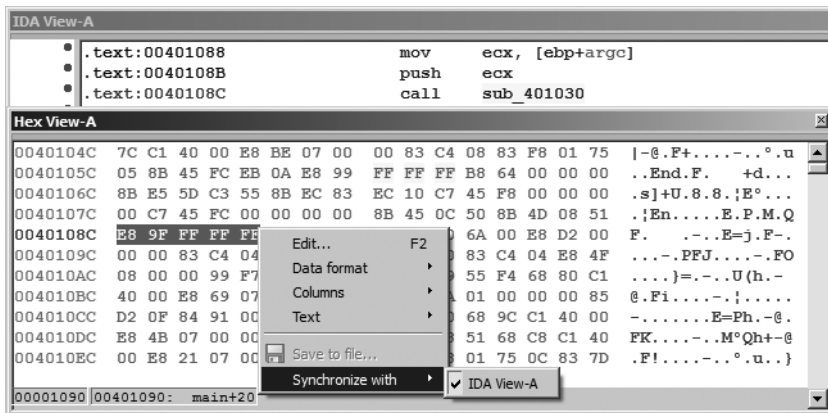 IDA View-A
.text:00401088 mov ecx, [ebp+argc]
.text:0040108B push ecx
.text:0040108C call sub_401030
Hex View-A
0040104C 7C C1 40 00 E8 BE 07 00 00 83 C4 08 83 F8 01 75 |-@.F+....-..°.u
0040105C 05 8B 45 FC EB 0A E8 99 FF FF FF B8 64 00 00 00 ..End.F. +d...
0040106C 8B E5 5D C3 55 8B EC 83 EC 10 C7 45 F8 00 00 00 .s]+U.8.8.¦E°...
0040107C 00 C7 45 FC 00 00 00 00 8B 45 0C 50 8B 4D 08 51 .¦En.....E.P.M.Q
0040108C E8 9F FF FF FF 6A 00 E8 D2 00 F. .-..E=j.F-.
0040109C 00 00 83 C4 04 83 C4 04 E8 4F ...-.PFJ....-.FO
004010AC 08 00 00 99 F7 55 F4 68 80 C1 ....}=.-..U(h.-
004010BC 40 00 E8 69 07 01 00 00 00 85 @.Fi....-.¦.....
004010CC D2 0F 84 91 00 68 9C C1 40 00 -.......E=Ph-.@.
004010DC E8 4B 07 00 00 51 68 C8 C1 40 FK....-..M°Qh+-@
004010EC 00 E8 21 07 00 01 75 0C 83 7D .F!....-..°.u..}
Edit... F2
Data format
Columns
Text
Save to file...
Synchronize with
IDA View-A
00001090 00401090: main+20